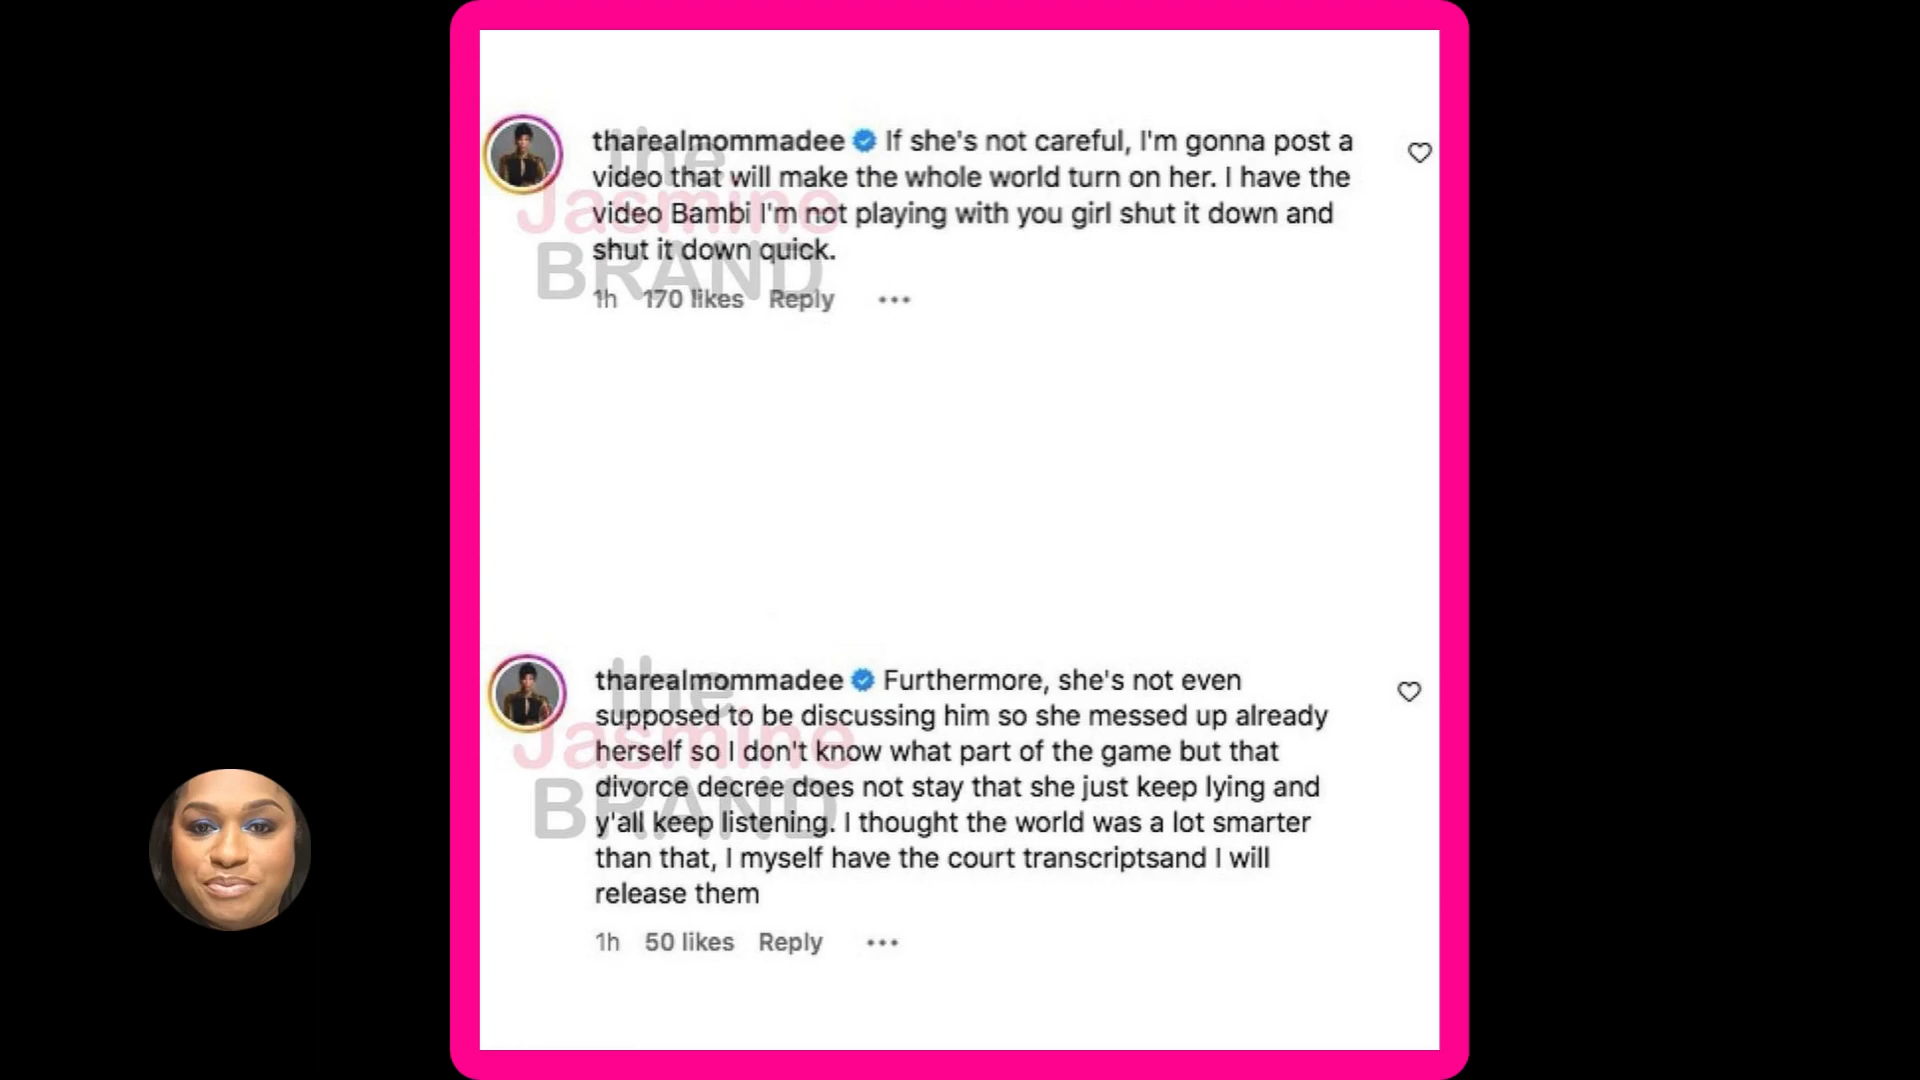 tharealmommadee If she's not careful, I'm gonna post a
video that will make the whole world turn on her. I have the
video Bambi I'm not playing with you girl shut it down and
shut it down quick.
1h 170 likes Reply ...
the
Jasmine
BRAND
tharealmommadee Furthermore, she's not even
supposed to be discussing him so she messed up already
herself so I don't know what part of the game but that
divorce decree does not stay that she just keep lying and
y'all keep listening. I thought the world was a lot smarter
than that, I myself have the court transcriptsand I will
release them
1h 50 likes Reply ...
the
Jasmine
BRAND